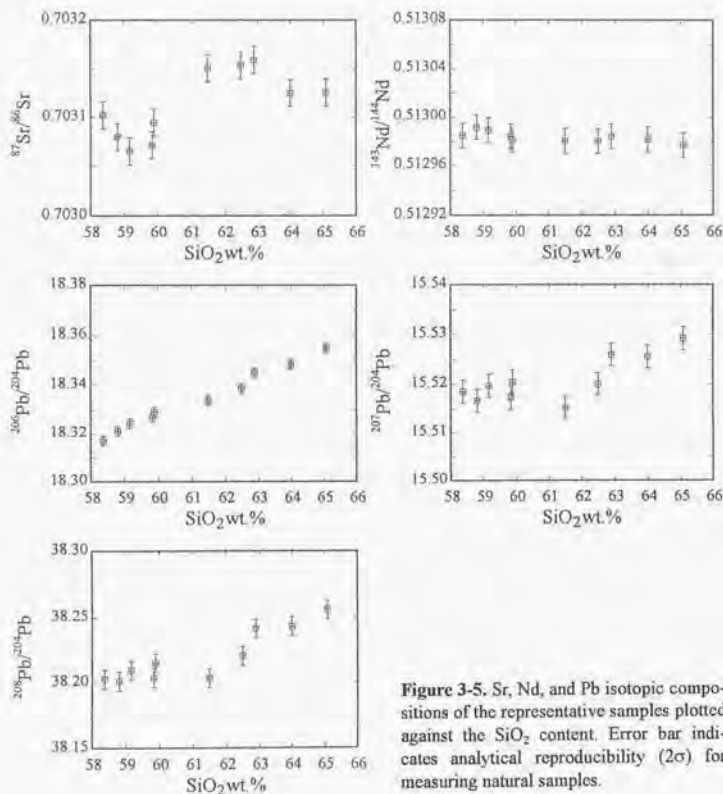 0.7032
0.7031
0.7030
⁸⁷Sr/⁸⁶Sr
58 59 60 61 62 63 64 65 66
SiO₂wt.%
0.51308
0.51304
0.51300
0.51296
0.51292
¹⁴³Nd/¹⁴⁴Nd
58 59 60 61 62 63 64 65 66
SiO₂wt.%
18.38
18.36
18.34
18.32
18.30
²⁰⁶Pb/²⁰⁴Pb
58 59 60 61 62 63 64 65 66
SiO₂wt.%
15.54
15.53
15.52
15.51
15.50
²⁰⁷Pb/²⁰⁴Pb
58 59 60 61 62 63 64 65 66
SiO₂wt.%
38.30
38.25
38.20
38.15
²⁰⁸Pb/²⁰⁴Pb
58 59 60 61 62 63 64 65 66
SiO₂wt.%
Figure 3-5. Sr, Nd, and Pb isotopic compo-
sitions of the representative samples plotted
against the SiO₂ content. Error bar indi-
cates analytical reproducibility (2σ) for
measuring natural samples.